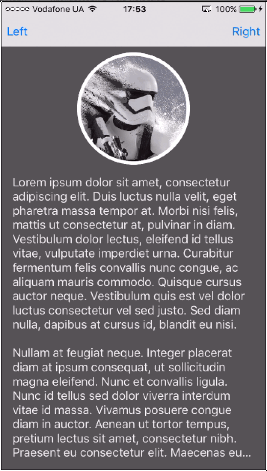 Vodafone UA 17:53 100%
Left Right
Lorem ipsum dolor sit amet, consectetur
adipiscing elit. Duis luctus nulla velit, eget
pharetra massa tempor at. Morbi nisi felis,
mattis ut consectetur at, pulvinar in diam.
Vestibulum dolor lectus, eleifend id tellus
vitae, vulputate imperdiet urna. Curabitur
fermentum felis convallis nunc congue, ac
aliquam mauris commodo. Quisque cursus
auctor neque. Vestibulum quis est vel dolor
luctus consectetur vel sed justo. Sed diam
nulla, dapibus at cursus id, blandit eu nisi.
Nullam at feugiat neque. Integer placerat
diam at ipsum consequat, ut sollicitudin
magna eleifend. Nunc et convallis ligula.
Nunc id tellus sed dolor viverra interdum
vitae id massa. Vivamus posuere congue
diam in auctor. Aenean ut tortor tempus,
pretium lectus sit amet, consectetur nibh.
Praesent eu consectetur elit. Maecenas eu...